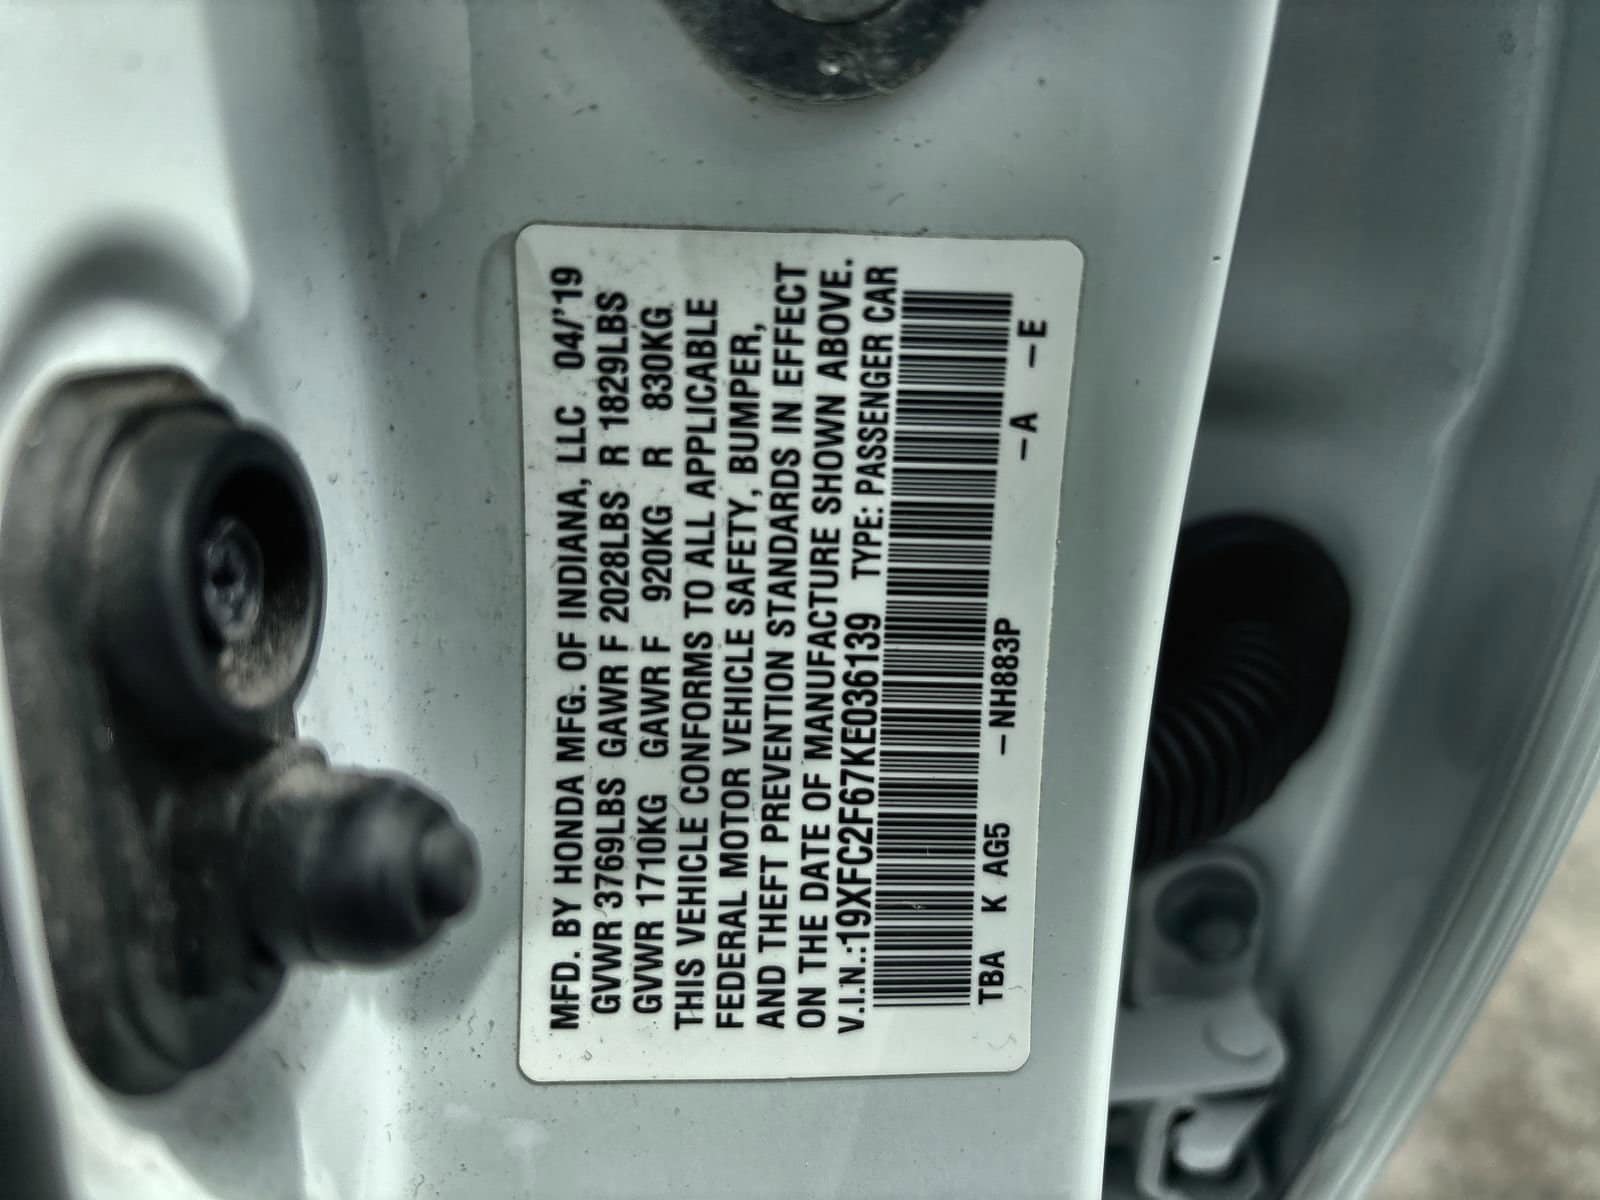 MFD. BY HONDA MFG. OF INDIANA, LLC 04/'19
GVWR 3769LBS GAWR F 2028LBS R 1829LBS
GVWR 1710KG GAWR F 920KG R 830KG
THIS VEHICLE CONFORMS TO ALL APPLICABLE
FEDERAL MOTOR VEHICLE SAFETY, BUMPER,
AND THEFT PREVENTION STANDARDS IN EFFECT
ON THE DATE OF MANUFACTURE SHOWN ABOVE.
V.I.N.:19XFC2F67KE036139 TYPE: PASSENGER CAR
TBA K AG5 –NH883P –A –E